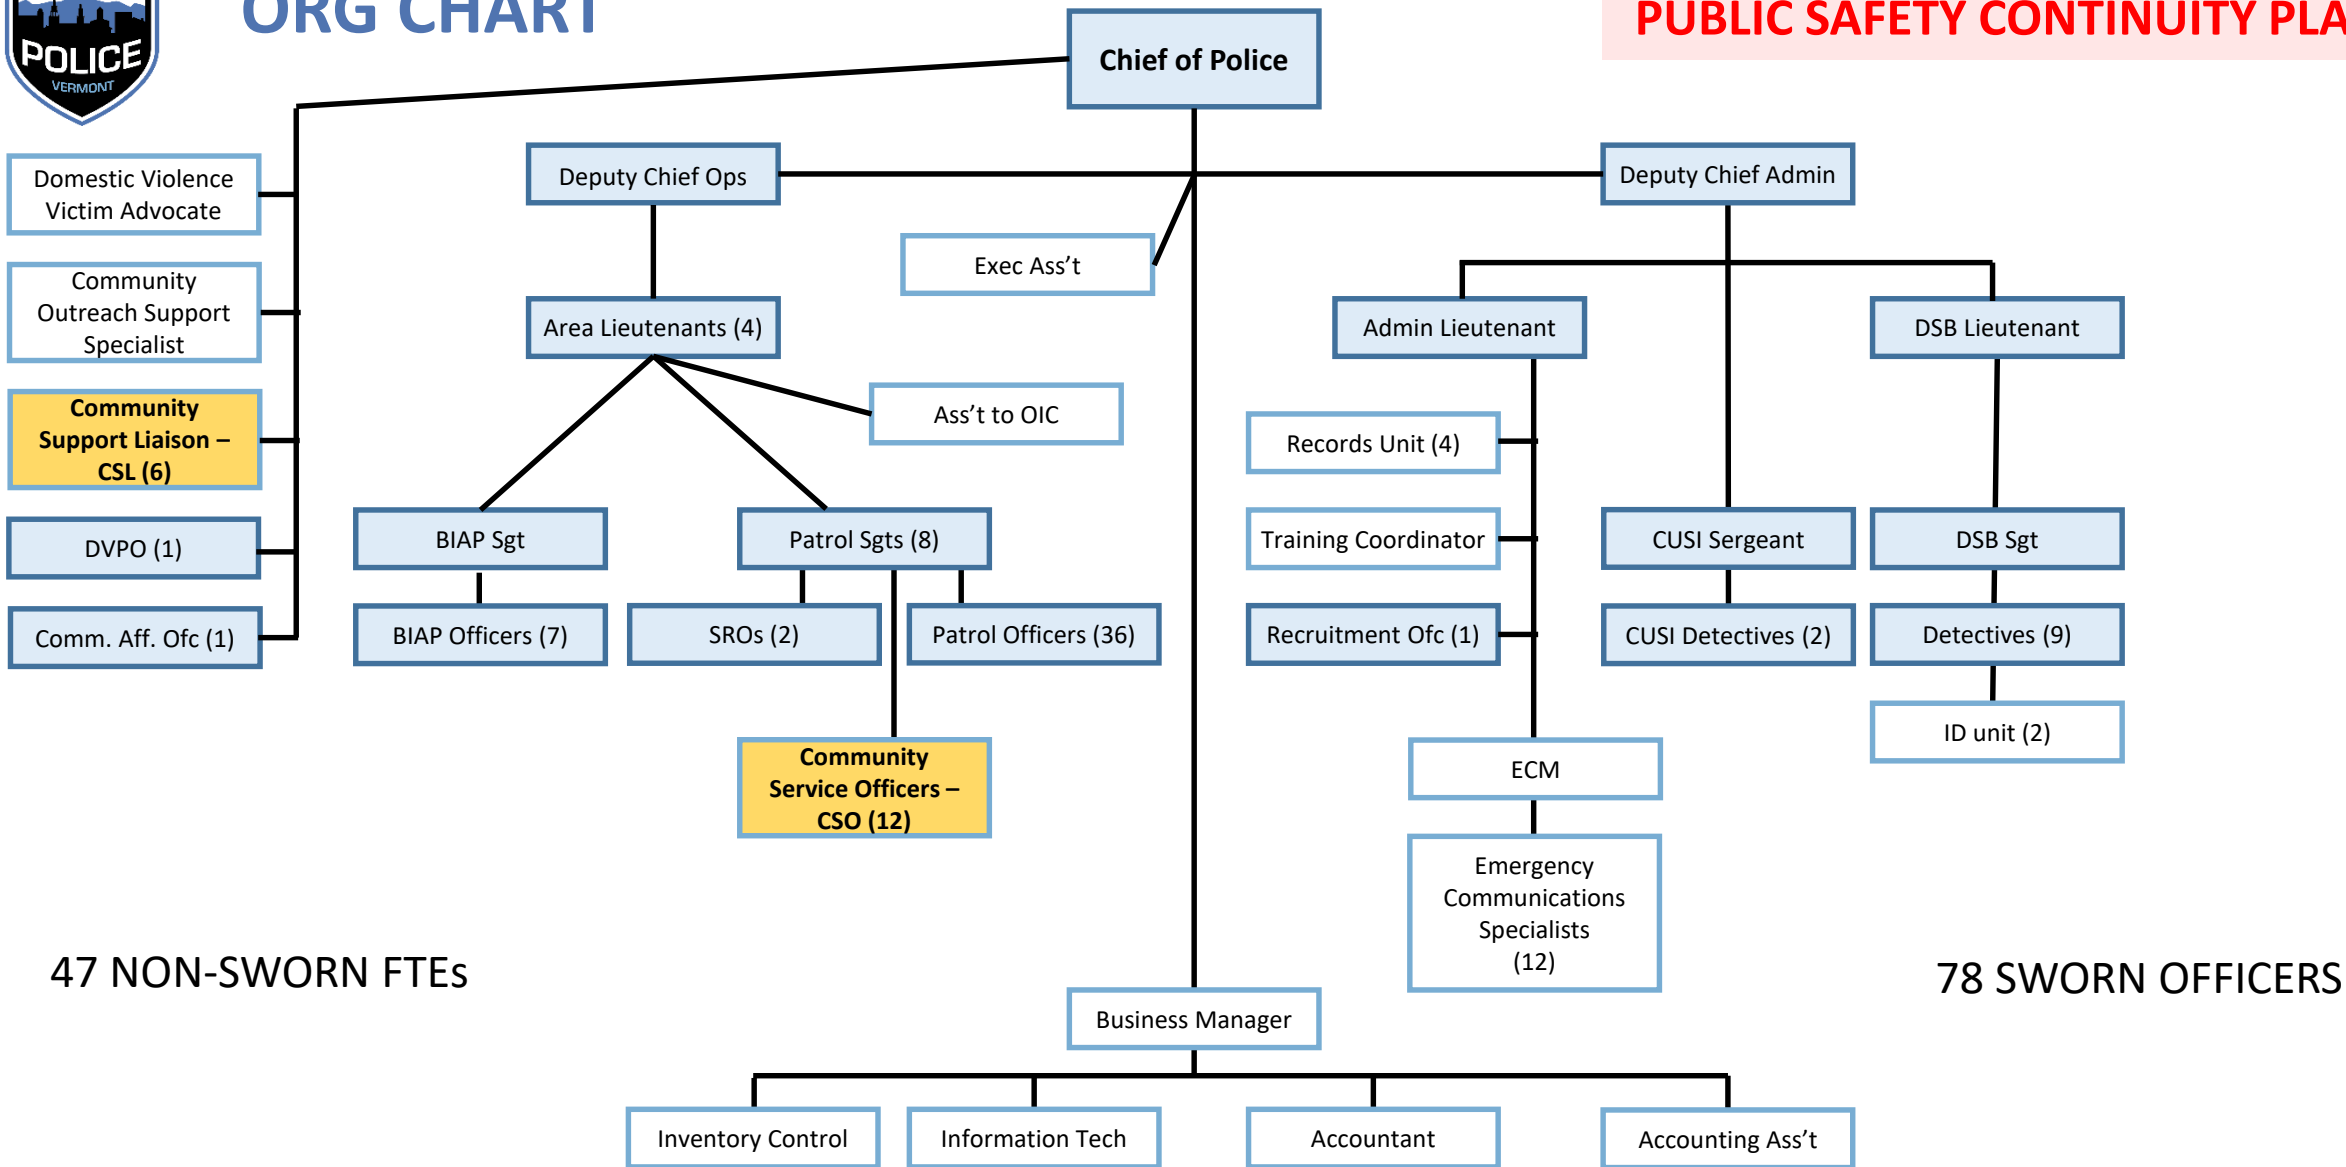 ORG CHART
PUBLIC SAFETY CONTINUITY PLA
POLICE
VERMONT
Chief of Police
Domestic Violence
Victim Advocate
Community
Outreach Support
Specialist
Community
Support Liaison –
CSL (6)
DVPO (1)
Comm. Aff. Ofc (1)
Deputy Chief Ops
Deputy Chief Admin
Exec Ass’t
Area Lieutenants (4)
Ass’t to OIC
BIAP Sgt
Patrol Sgts (8)
BIAP Officers (7)
SROs (2)
Patrol Officers (36)
Community
Service Officers –
CSO (12)
Admin Lieutenant
DSB Lieutenant
Records Unit (4)
Training Coordinator
Recruitment Ofc (1)
CUSI Sergeant
CUSI Detectives (2)
DSB Sgt
Detectives (9)
ID unit (2)
ECM
Emergency
Communications
Specialists
(12)
47 NON-SWORN FTEs
78 SWORN OFFICERS
Business Manager
Inventory Control
Information Tech
Accountant
Accounting Ass’t